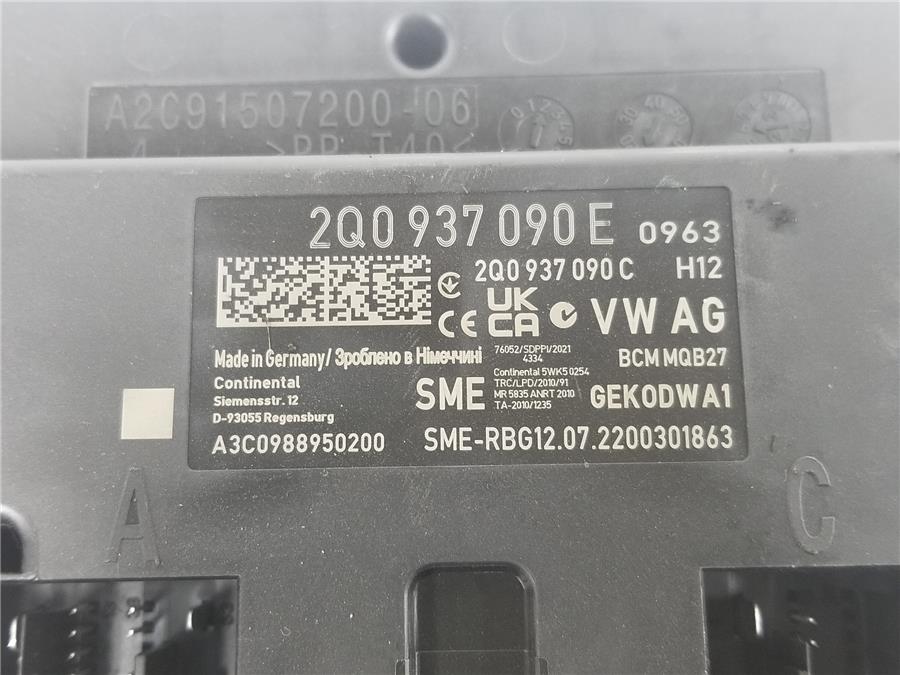 A2C91507200-06
>PP-T40<
2Q0 937 090 E 0963
2Q0 937 090 C H12
CE UK CA VW AG
76052/SDPPI/2021
4334
Made in Germany/ Зроблено в Німеччині
BCM MQB27
Continental
Siemensstr. 12
D-93055 Regensburg
SME
Continental 5WK5 0254
TRC/LPD/2010/91
MR 5835 ANRT 2010
TA-2010/1235
GEKODWA1
A3C0988950200 SME-RBG12.07.2200301863
A C